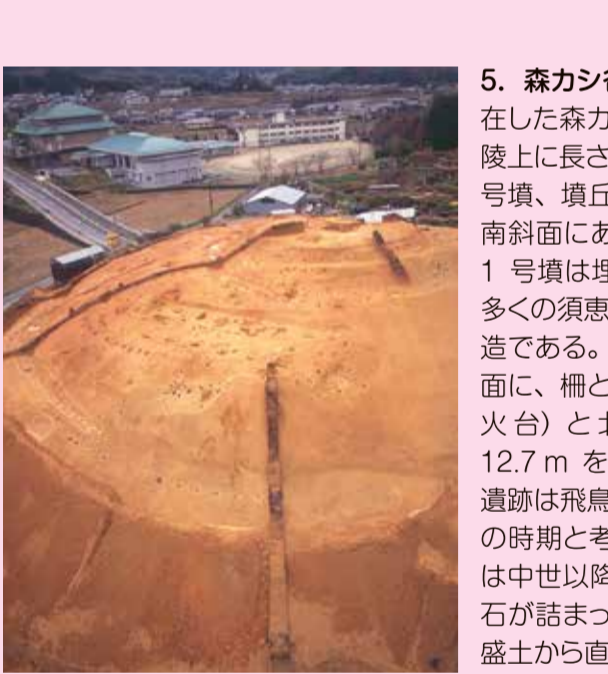 5. 森カシ谷
在した森カ
陵上に長さ
号墳、墳丘
南斜面にあ
1 号墳は埋
多くの須恵
造である。
面に、柵と
火台）と北
12.7 m を
遺跡は飛鳥
の時期と考
は中世以降
石が詰まっ
盛土から直